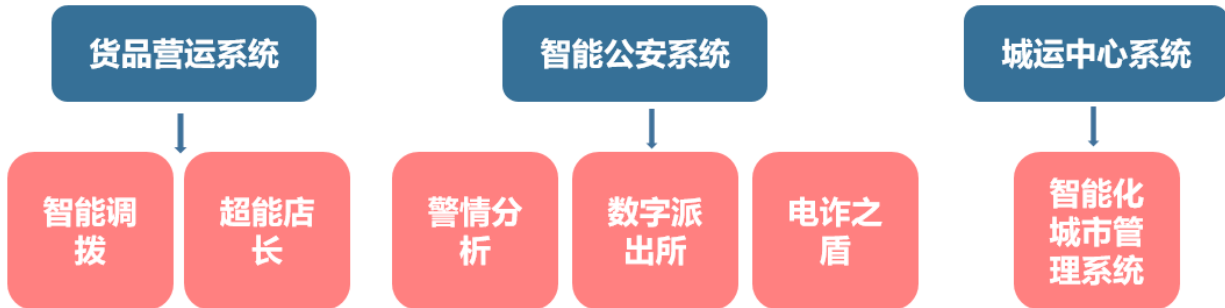 货品营运系统
智能公安系统
城运中心系统
智能调
拨
超能店
长
警情分
析
数字派
出所
电诈之
盾
智能化
城市管
理系统